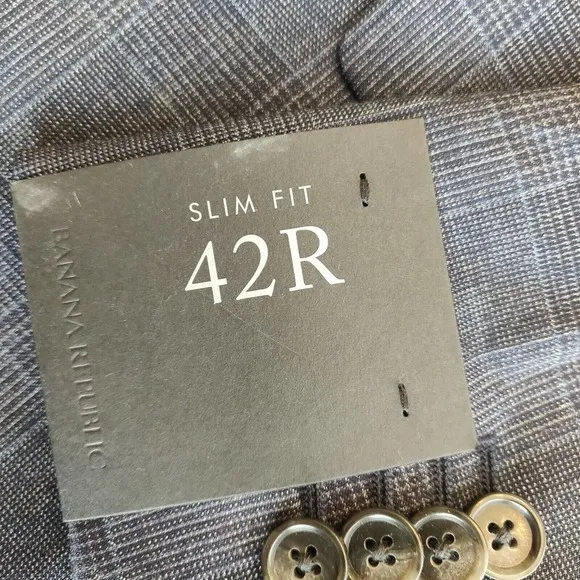 SLIM FIT
42R
BANANA REPUBLIC